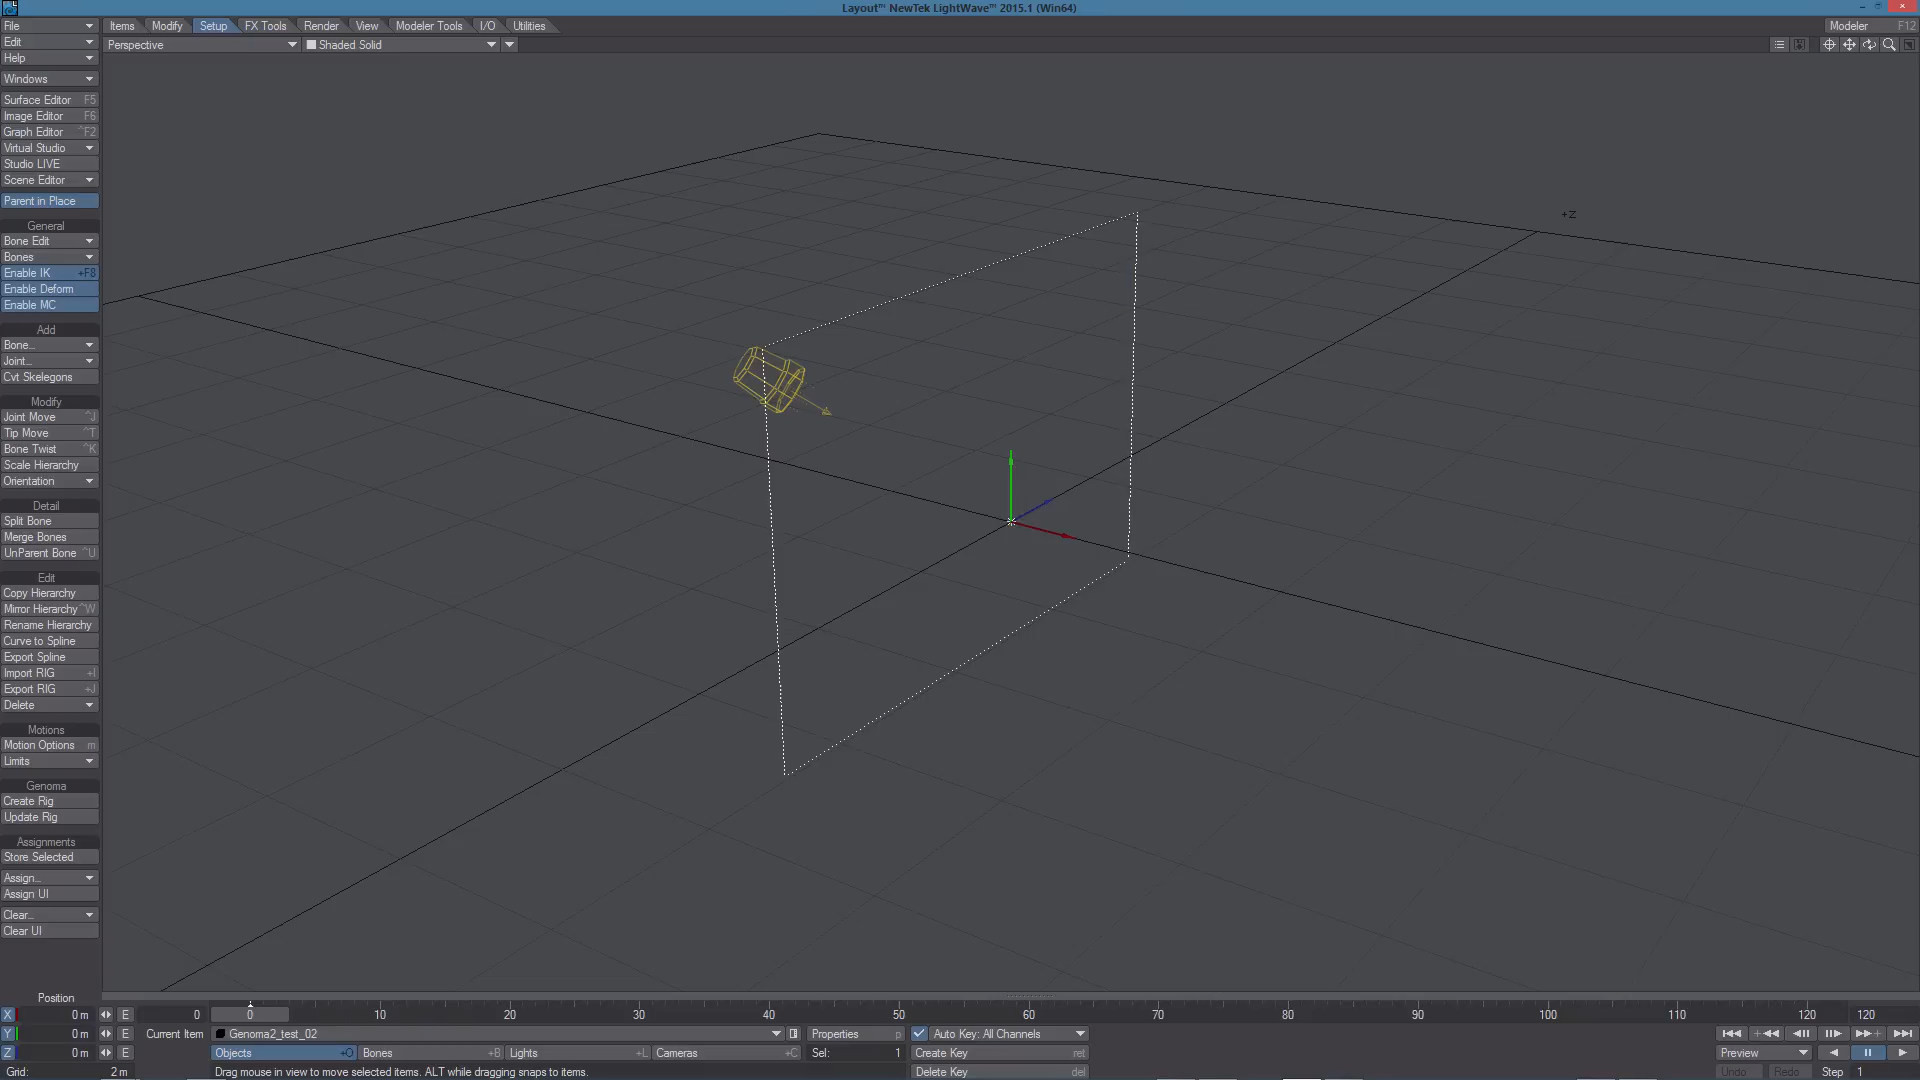 Layout™ NewTek LightWave™ 2015.1 (Win64)
File Items Modify Setup FX Tools Render View Modeler Tools I/O Utilities Modeler F12
Edit Perspective Shaded Solid
Help
Windows
Surface Editor F5
Image Editor F6
Graph Editor ^F2
Virtual Studio
Studio LIVE
Scene Editor
Parent in Place
+Z
General
Bone Edit
Bones
Enable IK +F8
Enable Deform
Enable MC
Add
Bone...
Joint...
Cvt Skelegons
Modify
Joint Move ^J
Tip Move ^T
Bone Twist ^K
Scale Hierarchy
Orientation
Detail
Split Bone
Merge Bones
UnParent Bone ^U
Edit
Copy Hierarchy
Mirror Hierarchy ^W
Rename Hierarchy
Curve to Spline
Export Spline
Import RIG +I
Export RIG +J
Delete
Motions
Motion Options m
Limits
Genoma
Create Rig
Update Rig
Assignments
Store Selected
Assign...
Assign UI
Clear...
Clear UI
Position
X 0 m E 0 0 10 20 30 40 50 60 70 80 90 100 110 120 120
Y 0 m E Current Item Genoma2_test_02 Properties p Auto Key: All Channels
Z 0 m E Objects +O Bones +B Lights +L Cameras +C Sel: 1 Create Key ret Preview
Grid: 2 m Drag mouse in view to move selected items. ALT while dragging snaps to items. Delete Key del Undo Redo Step 1